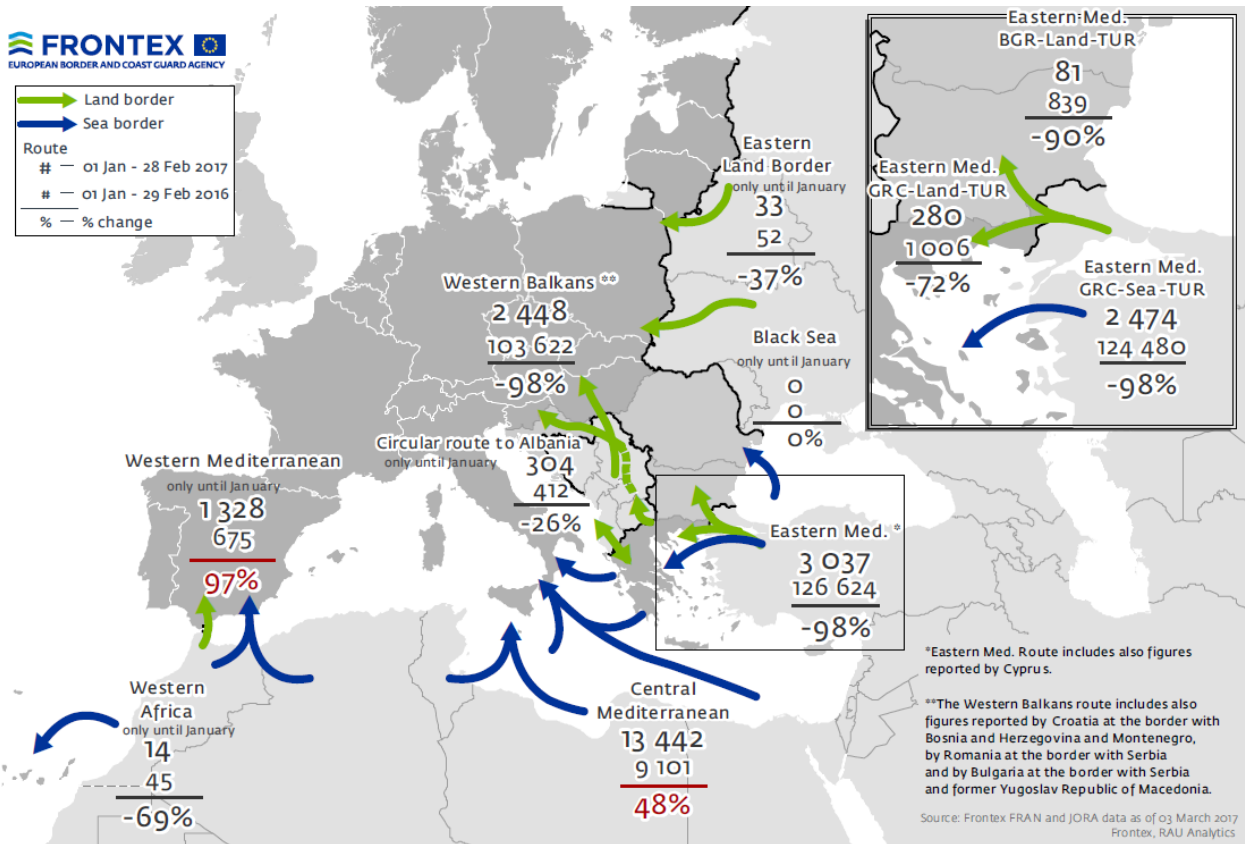 FRONTEX
EUROPEAN BORDER AND COAST GUARD AGENCY
Land border
Sea border
Route
# — 01 Jan - 28 Feb 2017
# — 01 Jan - 29 Feb 2016
% — % change
Eastern Med.
BGR-Land-TUR
81
839
-90%
Eastern Med.
GRC-Land-TUR
280
1 006
-72%
Eastern Med.
GRC-Sea-TUR
2 474
124 480
-98%
Eastern
Land Border
only until January
33
52
-37%
Western Balkans **
2 448
103 622
-98%
Black Sea
only until January
0
0
0%
Circular route to Albania
only until January
304
412
-26%
Western Mediterranean
only until January
1 328
675
97%
Eastern Med. *
3 037
126 624
-98%
Western
Africa
only until January
14
45
-69%
Central
Mediterranean
13 442
9 101
48%
*Eastern Med. Route includes also figures
reported by Cyprus.
**The Western Balkans route includes also
figures reported by Croatia at the border with
Bosnia and Herzegovina and Montenegro,
by Romania at the border with Serbia
and by Bulgaria at the border with Serbia
and former Yugoslav Republic of Macedonia.
Source: Frontex FRAN and JORA data as of 03 March 2017
Frontex, RAU Analytics